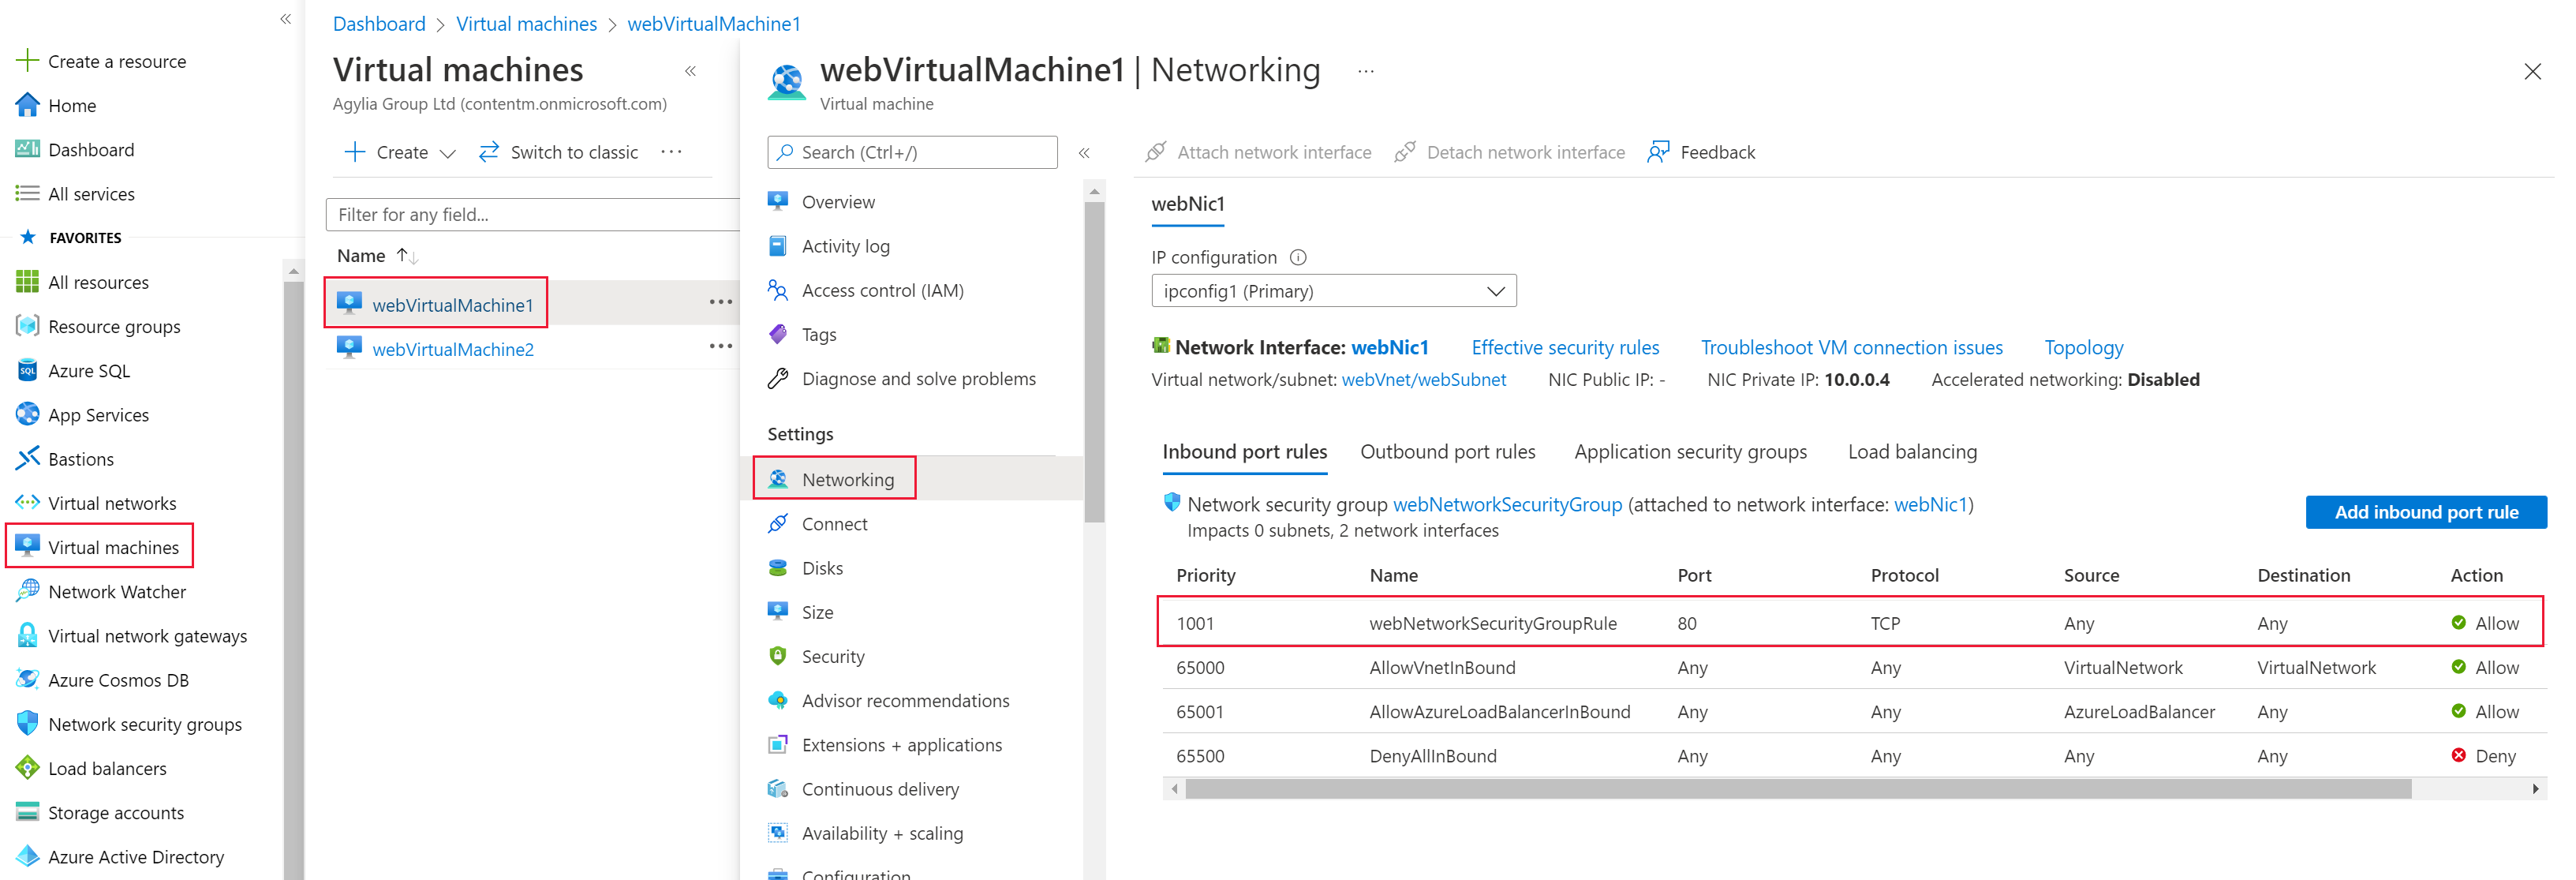 Dashboard > Virtual machines > webVirtualMachine1
Create a resource
Home
Dashboard
All services
FAVORITES
All resources
Resource groups
Azure SQL
App Services
Bastions
Virtual networks
Virtual machines
Network Watcher
Virtual network gateways
Azure Cosmos DB
Network security groups
Load balancers
Storage accounts
Azure Active Directory
Virtual machines
Agylia Group Ltd (contentm.onmicrosoft.com)
Create Switch to classic ...
Filter for any field...
Name
webVirtualMachine1 ...
webVirtualMachine2 ...
webVirtualMachine1 | Networking ...
Virtual machine
Search (Ctrl+/)
Overview
Activity log
Access control (IAM)
Tags
Diagnose and solve problems
Settings
Networking
Connect
Disks
Size
Security
Advisor recommendations
Extensions + applications
Continuous delivery
Availability + scaling
Configuration
Attach network interface Detach network interface Feedback
webNic1
IP configuration
ipconfig1 (Primary)
Network Interface: webNic1 Effective security rules Troubleshoot VM connection issues Topology
Virtual network/subnet: webVnet/webSubnet NIC Public IP: - NIC Private IP: 10.0.0.4 Accelerated networking: Disabled
Inbound port rules Outbound port rules Application security groups Load balancing
Network security group webNetworkSecurityGroup (attached to network interface: webNic1)
Impacts 0 subnets, 2 network interfaces
Add inbound port rule
Priority Name Port Protocol Source Destination Action
1001 webNetworkSecurityGroupRule 80 TCP Any Any Allow
65000 AllowVnetInBound Any Any VirtualNetwork VirtualNetwork Allow
65001 AllowAzureLoadBalancerInBound Any Any AzureLoadBalancer Any Allow
65500 DenyAllInBound Any Any Any Any Deny